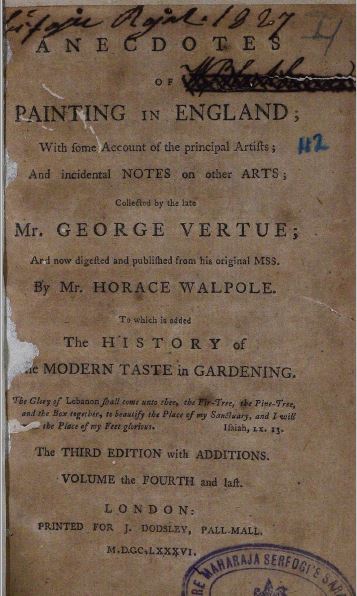 1827
ANECDOTES
OF
PAINTING IN ENGLAND;
With ſome Account of the principal Artiſts;
And incidental NOTES on other ARTS;
112
Collected by the late
Mr. GEORGE VERTUE;
And now digeſted and publiſhed from his original MSS.
By Mr. HORACE WALPOLE.
To which is added
The HISTORY of
the MODERN TASTE in GARDENING.
The Glory of Lebanon ſhall come unto thee, the Fir-Tree, the Pine-Tree,
and the Box together, to beautify the Place of my Sanctuary, and I will
the Place of my Feet glorious. Iſaiah, LX. 13.
The THIRD EDITION with ADDITIONS.
VOLUME the FOURTH and laſt.
LONDON:
PRINTED FOR J. DODSLEY, PALL-MALL.
M.DCC.LXXXVI.
MAHARAJA SERFOGI'S